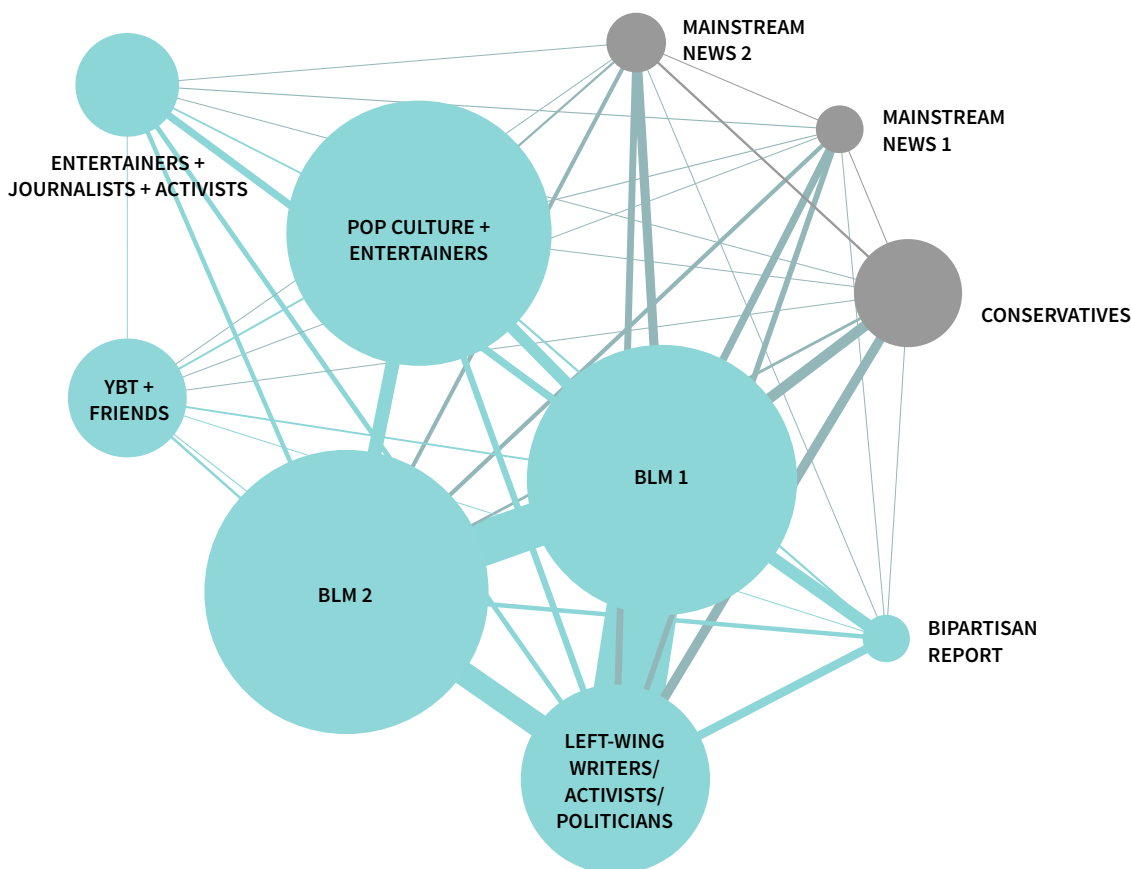 MAINSTREAM
NEWS 2
MAINSTREAM
NEWS 1
ENTERTAINERS +
JOURNALISTS + ACTIVISTS
POP CULTURE +
ENTERTAINERS
CONSERVATIVES
YBT +
FRIENDS
BLM 1
BLM 2
BIPARTISAN
REPORT
LEFT-WING
WRITERS/
ACTIVISTS/
POLITICIANS